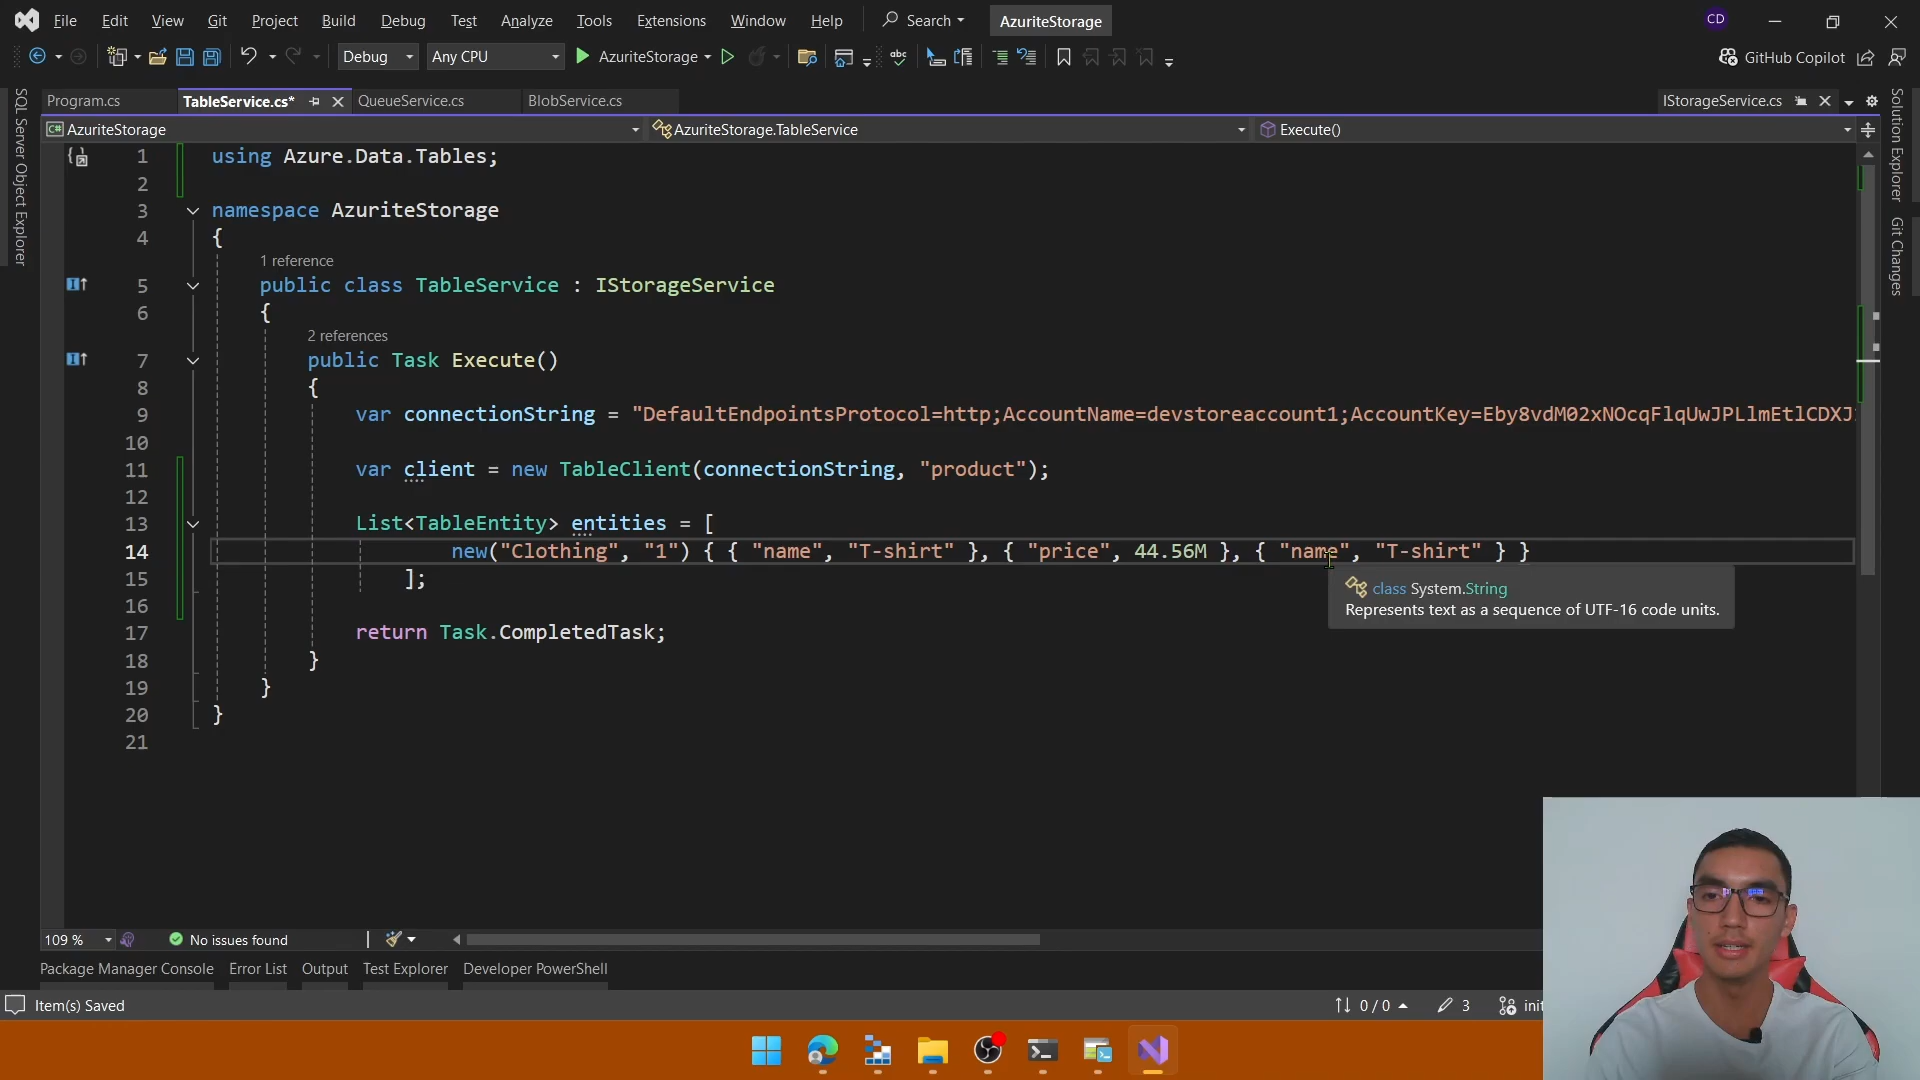 File Edit View Git Project Build Debug Test Analyze Tools Extensions Window Help Search AzuriteStorage CD
Debug Any CPU AzuriteStorage abc GitHub Copilot
Program.cs TableService.cs* QueueService.cs BlobService.cs IStorageService.cs
C# AzuriteStorage AzuriteStorage.TableService Execute()
SQL Server Object Explorer
Solution Explorer
Git Changes
1 using Azure.Data.Tables;
2
3 namespace AzuriteStorage
4 {
1 reference
5 public class TableService : IStorageService
6 {
2 references
7 public Task Execute()
8 {
9 var connectionString = "DefaultEndpointsProtocol=http;AccountName=devstoreaccount1;AccountKey=Eby8vdM02xNOcqFlqUwJPLlmEtlCDXJ
10
11 var client = new TableClient(connectionString, "product");
12
13 List<TableEntity> entities = [
14 new("Clothing", "1") { { "name", "T-shirt" }, { "price", 44.56M }, { "name", "T-shirt" } }
15 ];
class System.String
Represents text as a sequence of UTF-16 code units.
16
17 return Task.CompletedTask;
18 }
19 }
20 }
21
109 % No issues found
Package Manager Console Error List Output Test Explorer Developer PowerShell
Item(s) Saved 0 / 0 3 init